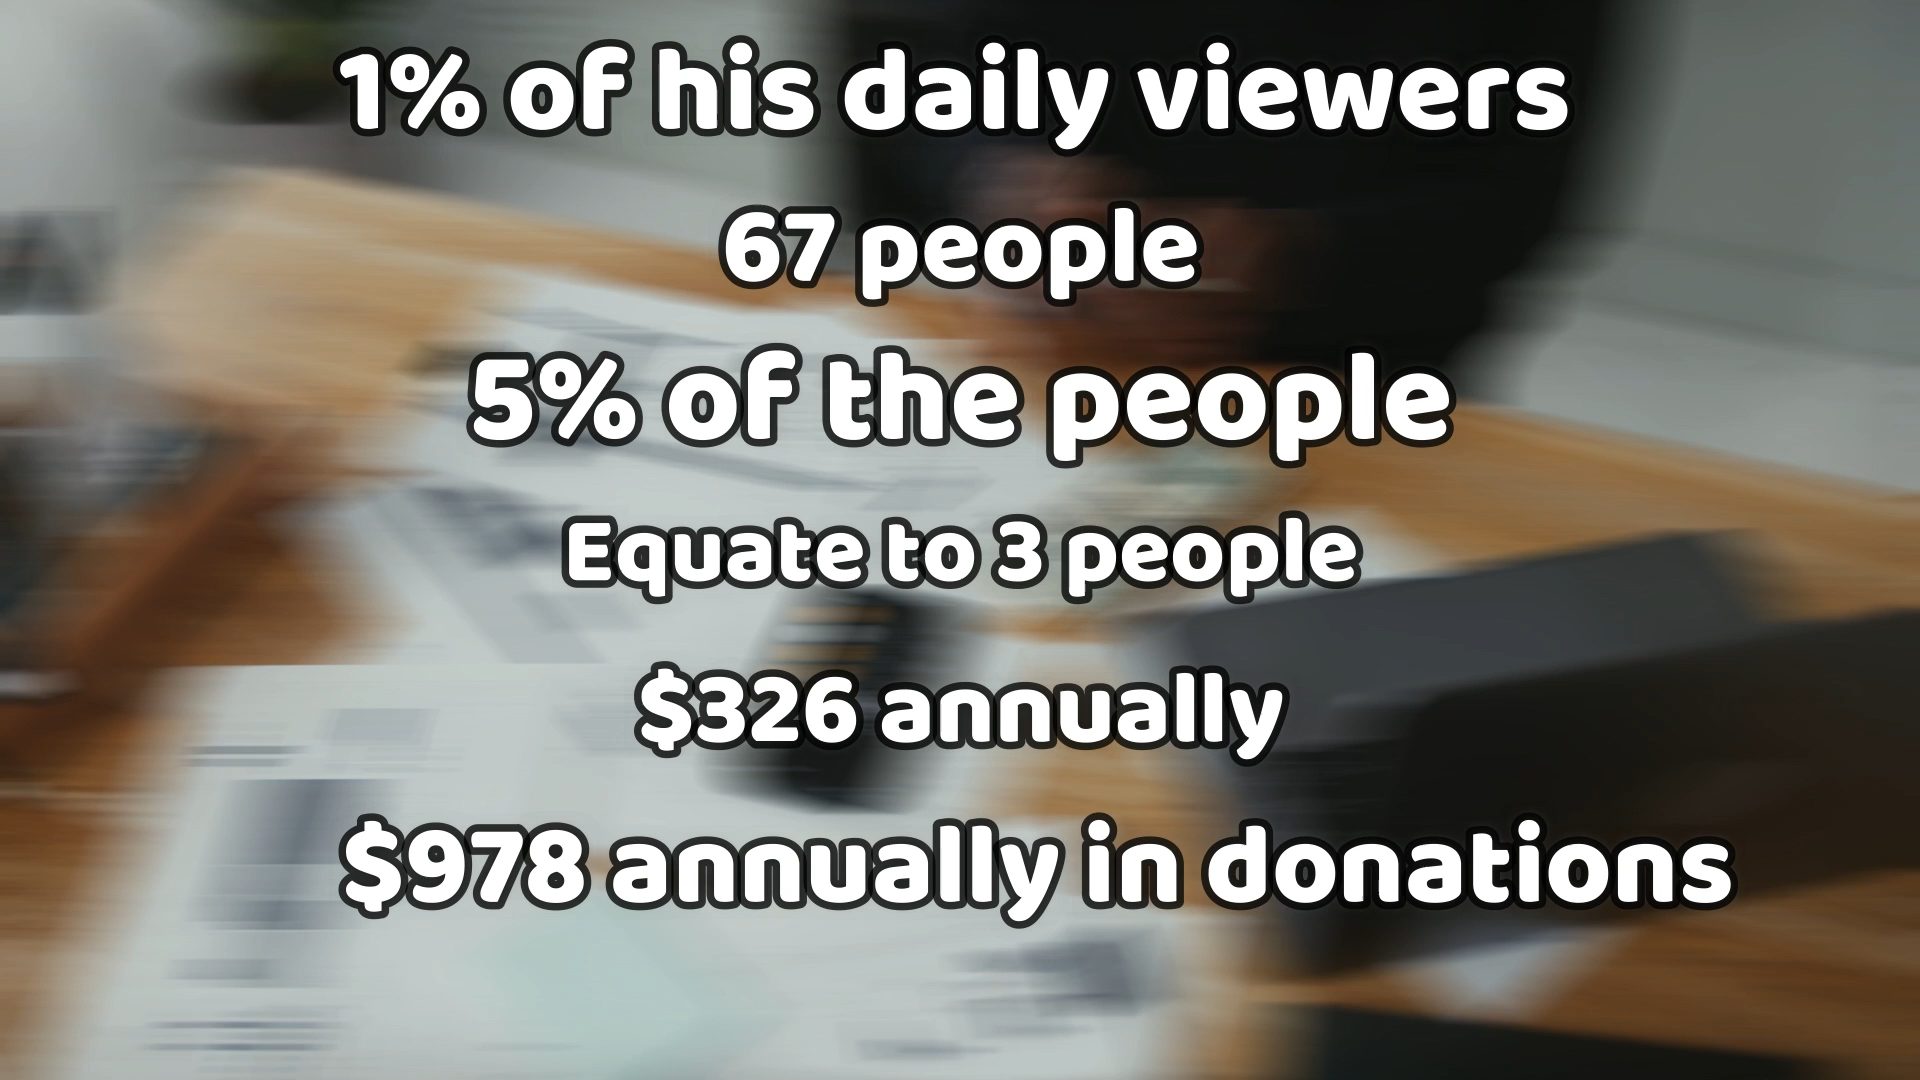 1% of his daily viewers
67 people
5% of the people
Equate to 3 people
$326 annually
$978 annually in donations